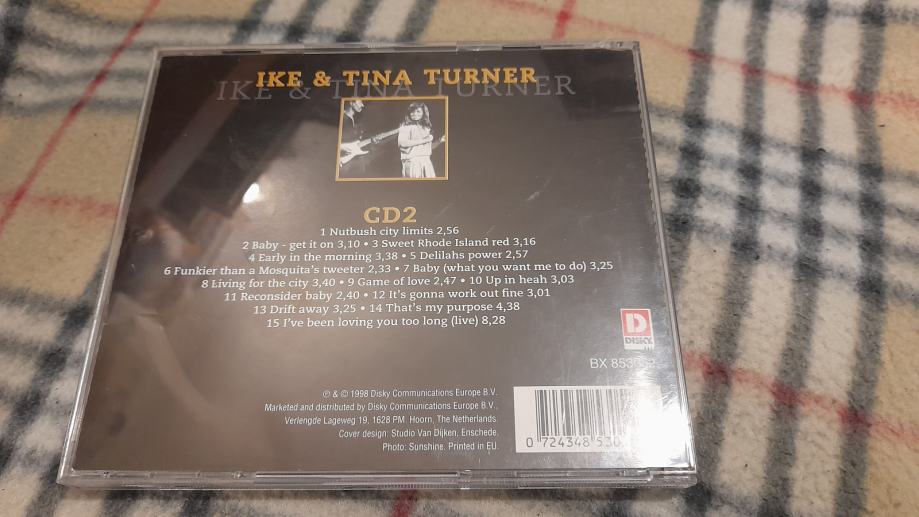 IKE & TINA TURNER
IKE & TINA TURNER
CD2
1 Nutbush city limits 2,56
2 Baby - get it on 3,10 • 3 Sweet Rhode Island red 3,16
4 Early in the morning 3,38 • 5 Delilahs power 2,57
6 Funkier than a Mosquita's tweeter 2,33 • 7 Baby (what you want me to do) 3,25
8 Living for the city 3,40 • 9 Game of love 2,47 • 10 Up in heah 3,03
11 Reconsider baby 2,40 • 12 It's gonna work out fine 3,01
13 Drift away 3,25 • 14 That's my purpose 4,38
15 I've been loving you too long (live) 8,28
D
DISKY
BX
℗ & © 1998 Disky Communications Europe B.V.
Marketed and distributed by Disky Communications Europe B.V.,
Verlengde Lageweg 19, 1628 PM Hoorn, The Netherlands.
Cover design: Studio Van Dijken, Enschede.
Photo: Sunshine. Printed in EU.
0 724348 530